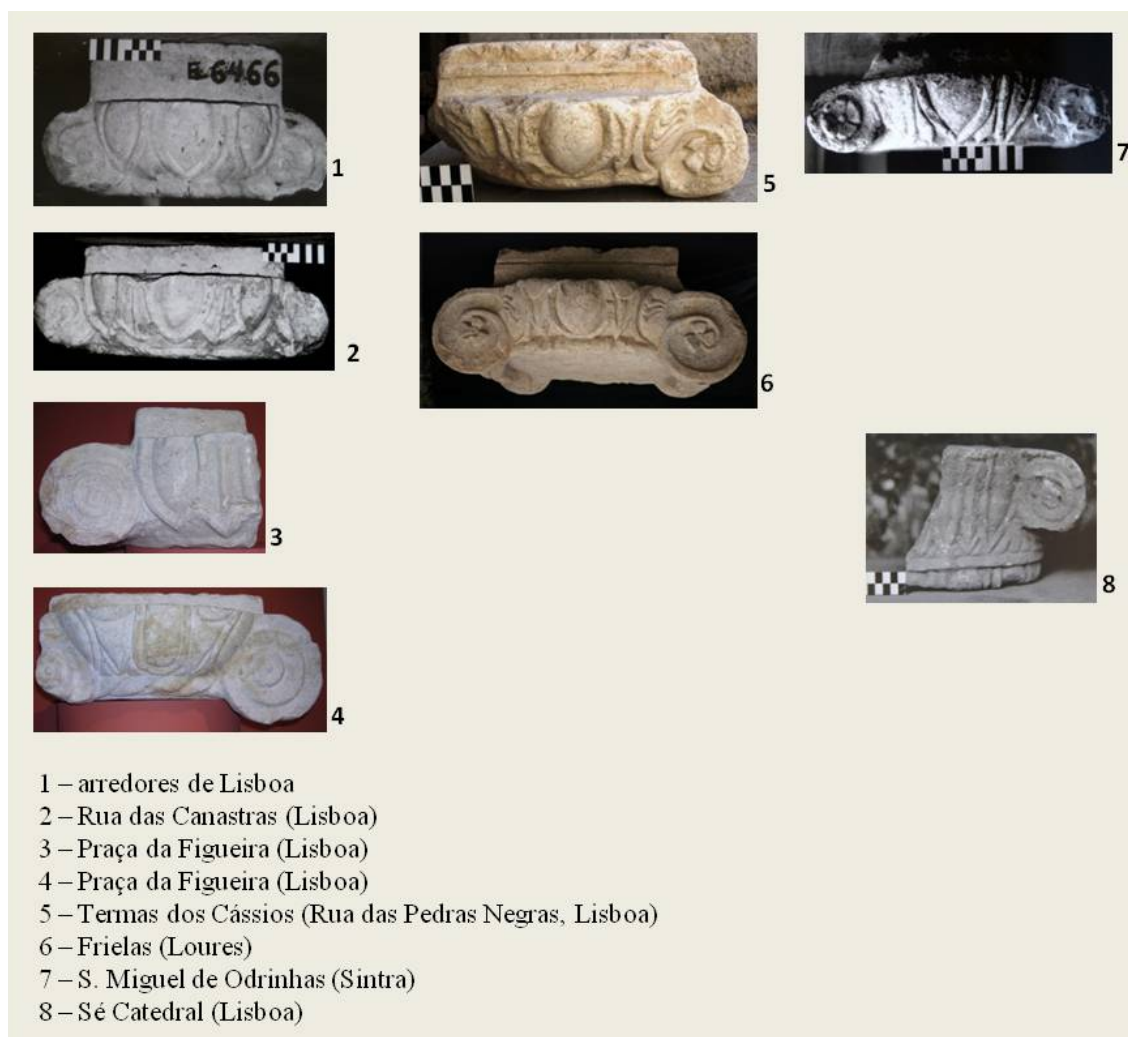 E 6466
1
2
3
4
5
6
7
8
1 – arredores de Lisboa
2 – Rua das Canastras (Lisboa)
3 – Praça da Figueira (Lisboa)
4 – Praça da Figueira (Lisboa)
5 – Termas dos Cássios (Rua das Pedras Negras, Lisboa)
6 – Frielas (Loures)
7 – S. Miguel de Odrinhas (Sintra)
8 – Sé Catedral (Lisboa)